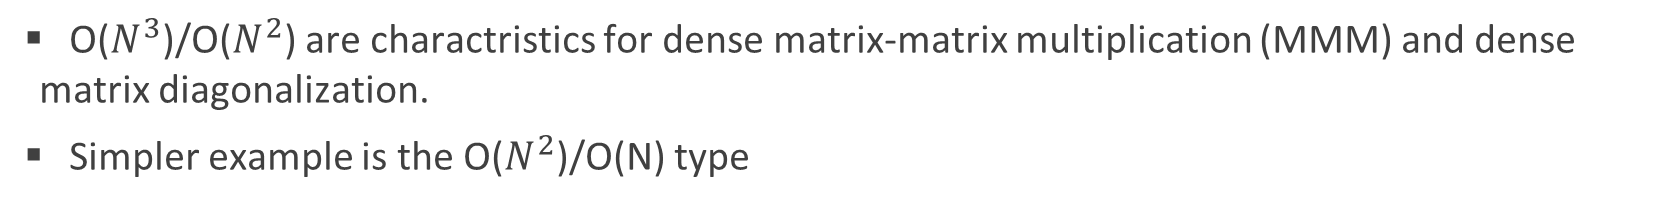 ▪ O(N³)/O(N²) are charactristics for dense matrix-matrix multiplication (MMM) and dense
matrix diagonalization.
▪ Simpler example is the O(N²)/O(N) type